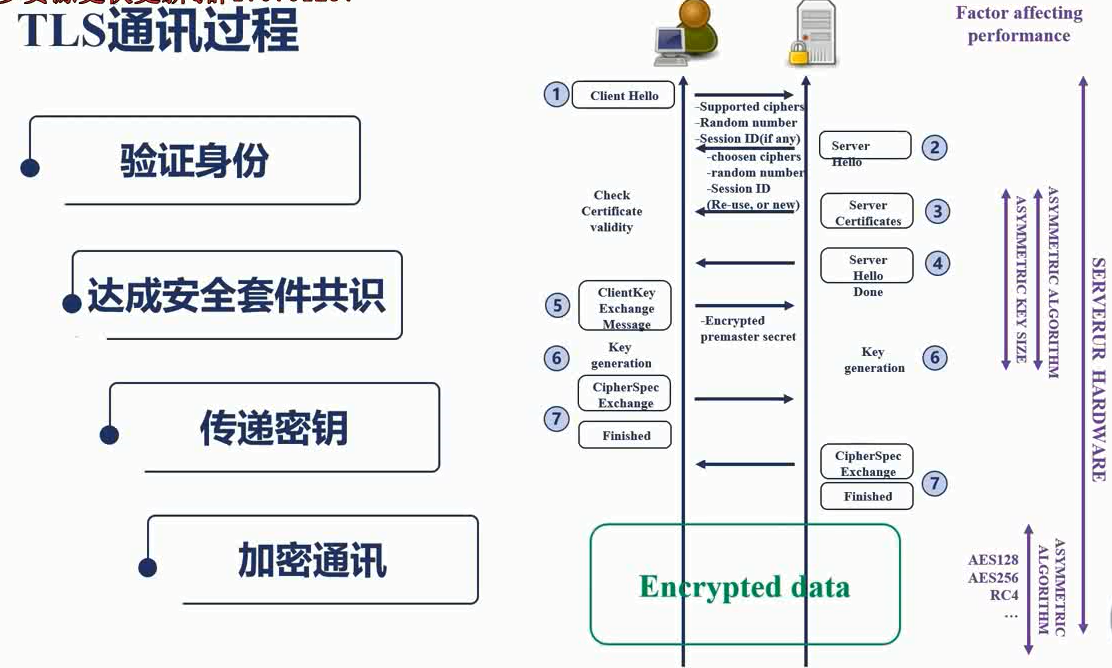 TLS通讯过程
验证身份
达成安全套件共识
传递密钥
加密通讯
Factor affecting
performance
1
Client Hello
-Supported ciphers
-Random number
-Session ID(if any)
Server
Hello
2
-choosen ciphers
-random number
-Session ID
(Re-use, or new)
Check
Certificate
validity
Server
Certificates
3
Server
Hello
Done
4
5
ClientKey
Exchange
Message
-Encrypted
premaster secret
6
Key
generation
Key
generation
6
CipherSpec
Exchange
7
Finished
CipherSpec
Exchange
7
Finished
Encrypted data
ASYMMETRIC KEY SIZE
ASYMMETRIC ALGORITHM
SERVERUR HARDWARE
AES128
AES256
RC4
...
ASYMMETRIC
ALGORITHM